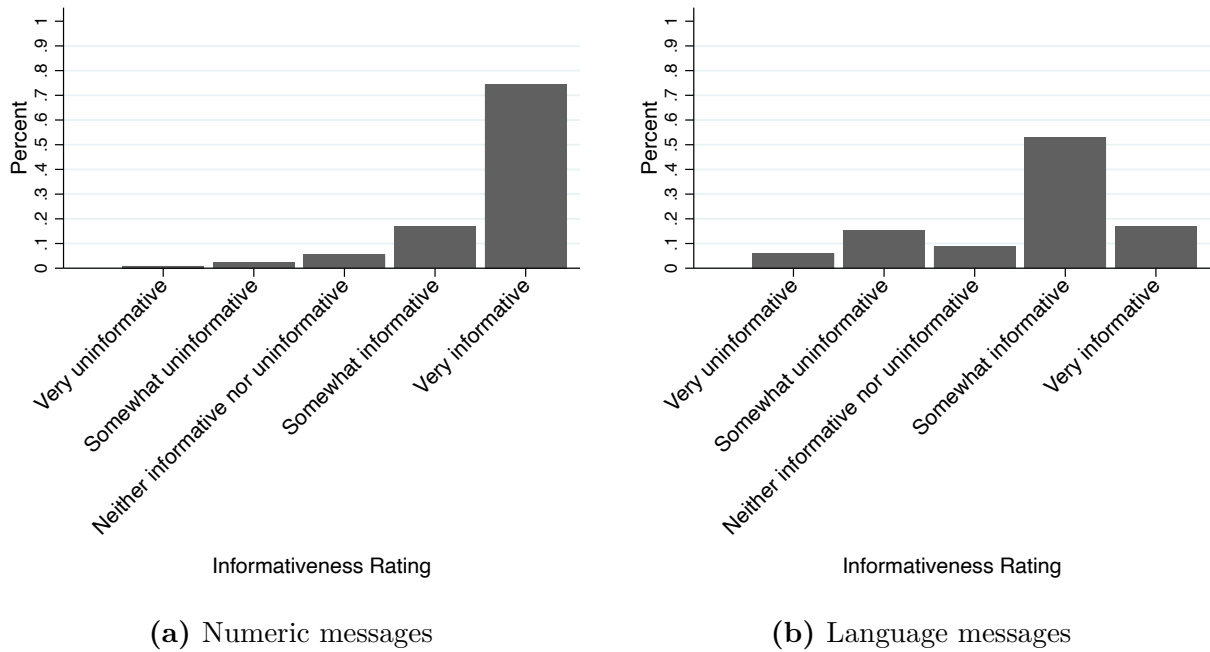 Percent
0 .1 .2 .3 .4 .5 .6 .7 .8 .9 1
Very uninformative
Somewhat uninformative
Neither informative nor uninformative
Somewhat informative
Very informative
Informativeness Rating
(a) Numeric messages
Percent
0 .1 .2 .3 .4 .5 .6 .7 .8 .9 1
Very uninformative
Somewhat uninformative
Neither informative nor uninformative
Somewhat informative
Very informative
Informativeness Rating
(b) Language messages